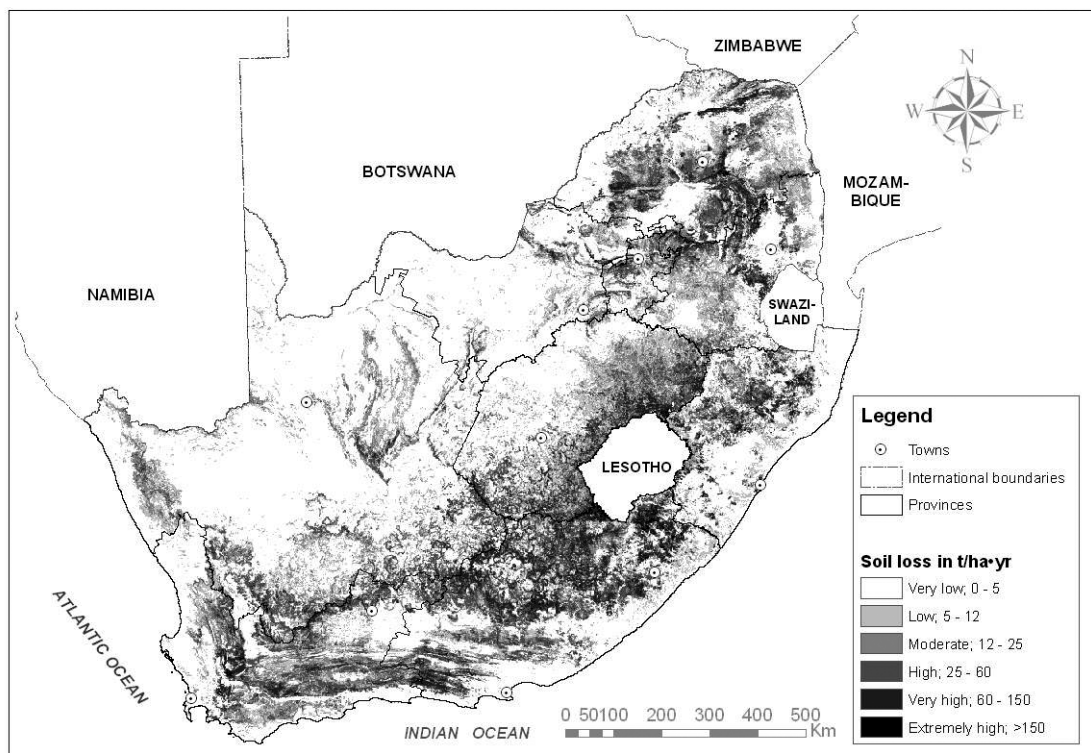 ZIMBABWE
N
W E
S
BOTSWANA
MOZAM-
BIQUE
NAMIBIA
SWAZI-
LAND
LESOTHO
Legend
Towns
International boundaries
Provinces
Soil loss in t/ha•yr
Very low; 0 - 5
Low; 5 - 12
Moderate; 12 - 25
High; 25 - 60
Very high; 60 - 150
Extremely high; >150
ATLANTIC OCEAN
INDIAN OCEAN
0 50100 200 300 400 500
Km